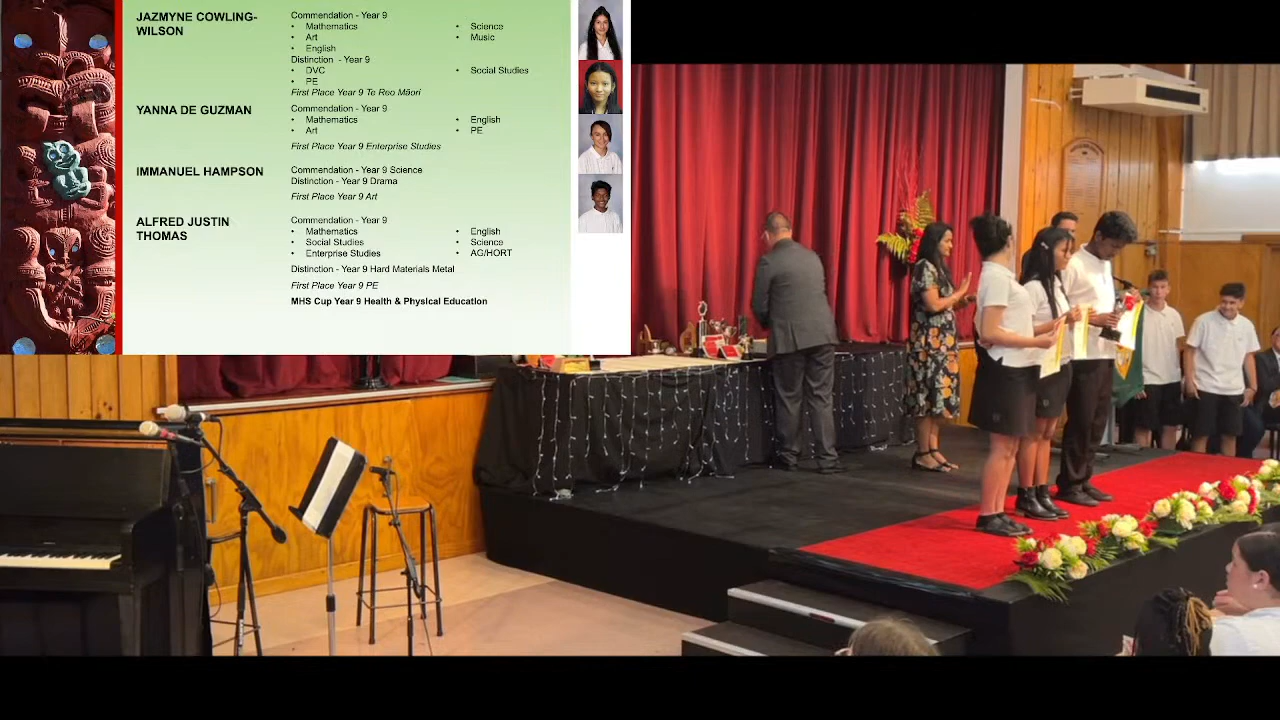 JAZMYNE COWLING-
WILSON
Commendation - Year 9
• Mathematics • Science
• Art • Music
• English
Distinction - Year 9
• DVC • Social Studies
• PE
First Place Year 9 Te Reo Māori
YANNA DE GUZMAN
Commendation - Year 9
• Mathematics • English
• Art • PE
First Place Year 9 Enterprise Studies
IMMANUEL HAMPSON
Commendation - Year 9 Science
Distinction - Year 9 Drama
First Place Year 9 Art
ALFRED JUSTIN
THOMAS
Commendation - Year 9
• Mathematics • English
• Social Studies • Science
• Enterprise Studies • AG/HORT
Distinction - Year 9 Hard Materials Metal
First Place Year 9 PE
MHS Cup Year 9 Health & Physical Education